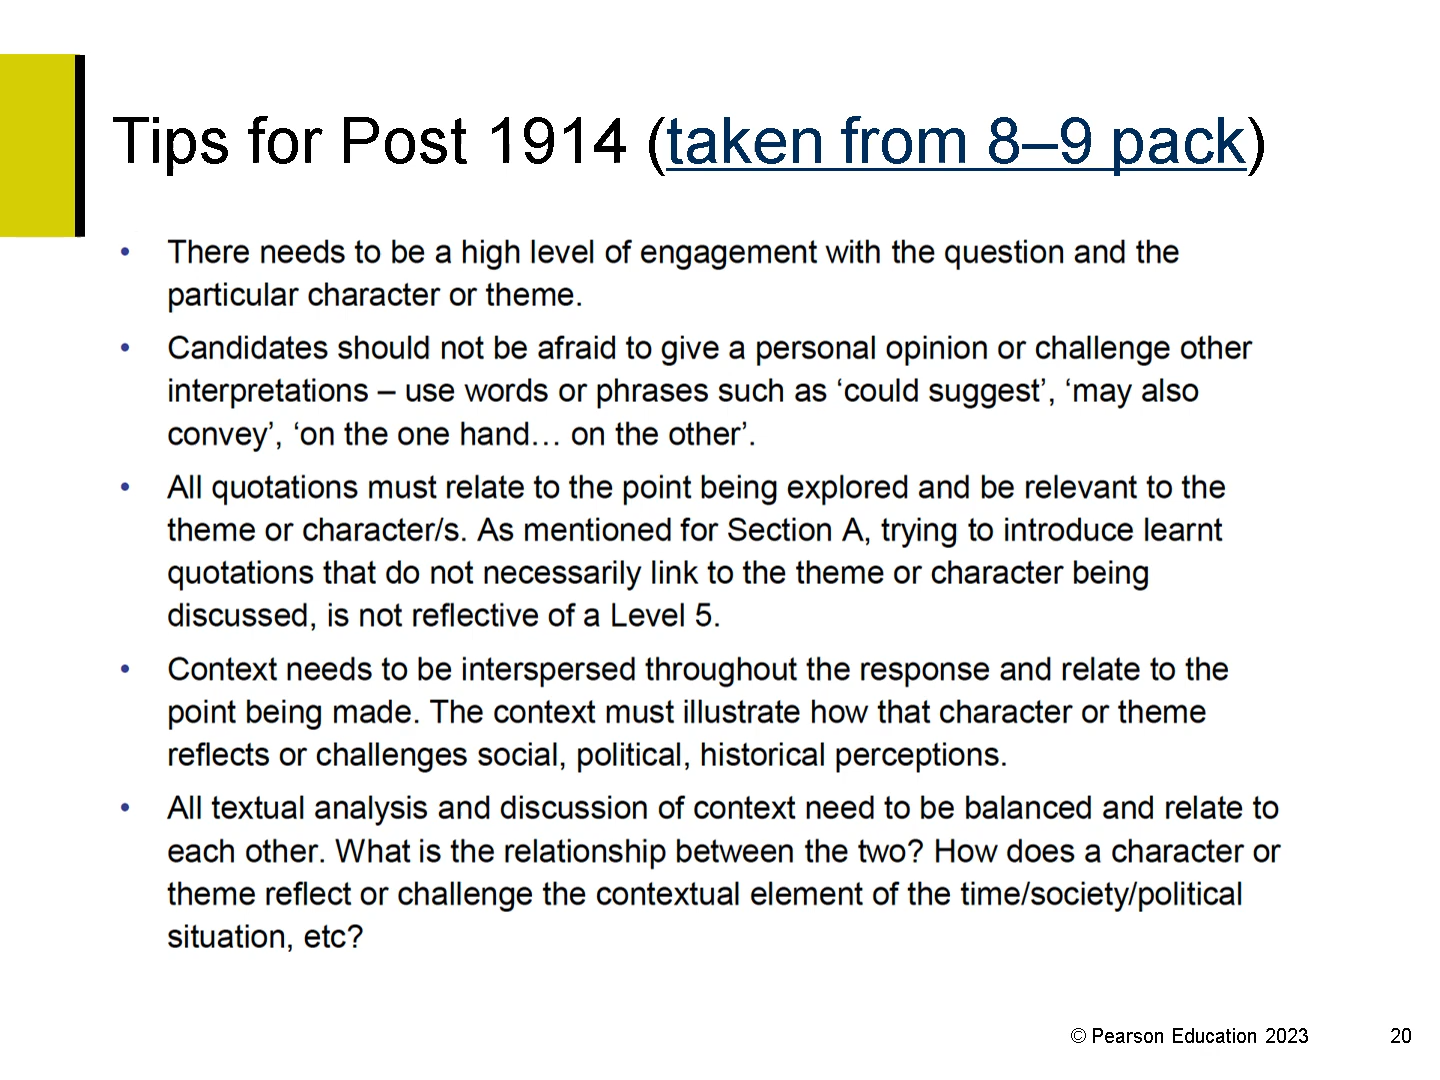 Tips for Post 1914 (taken from 8–9 pack)
• There needs to be a high level of engagement with the question and the
particular character or theme.
• Candidates should not be afraid to give a personal opinion or challenge other
interpretations – use words or phrases such as ‘could suggest’, ‘may also
convey’, ‘on the one hand… on the other’.
• All quotations must relate to the point being explored and be relevant to the
theme or character/s. As mentioned for Section A, trying to introduce learnt
quotations that do not necessarily link to the theme or character being
discussed, is not reflective of a Level 5.
• Context needs to be interspersed throughout the response and relate to the
point being made. The context must illustrate how that character or theme
reflects or challenges social, political, historical perceptions.
• All textual analysis and discussion of context need to be balanced and relate to
each other. What is the relationship between the two? How does a character or
theme reflect or challenge the contextual element of the time/society/political
situation, etc?
© Pearson Education 2023 20